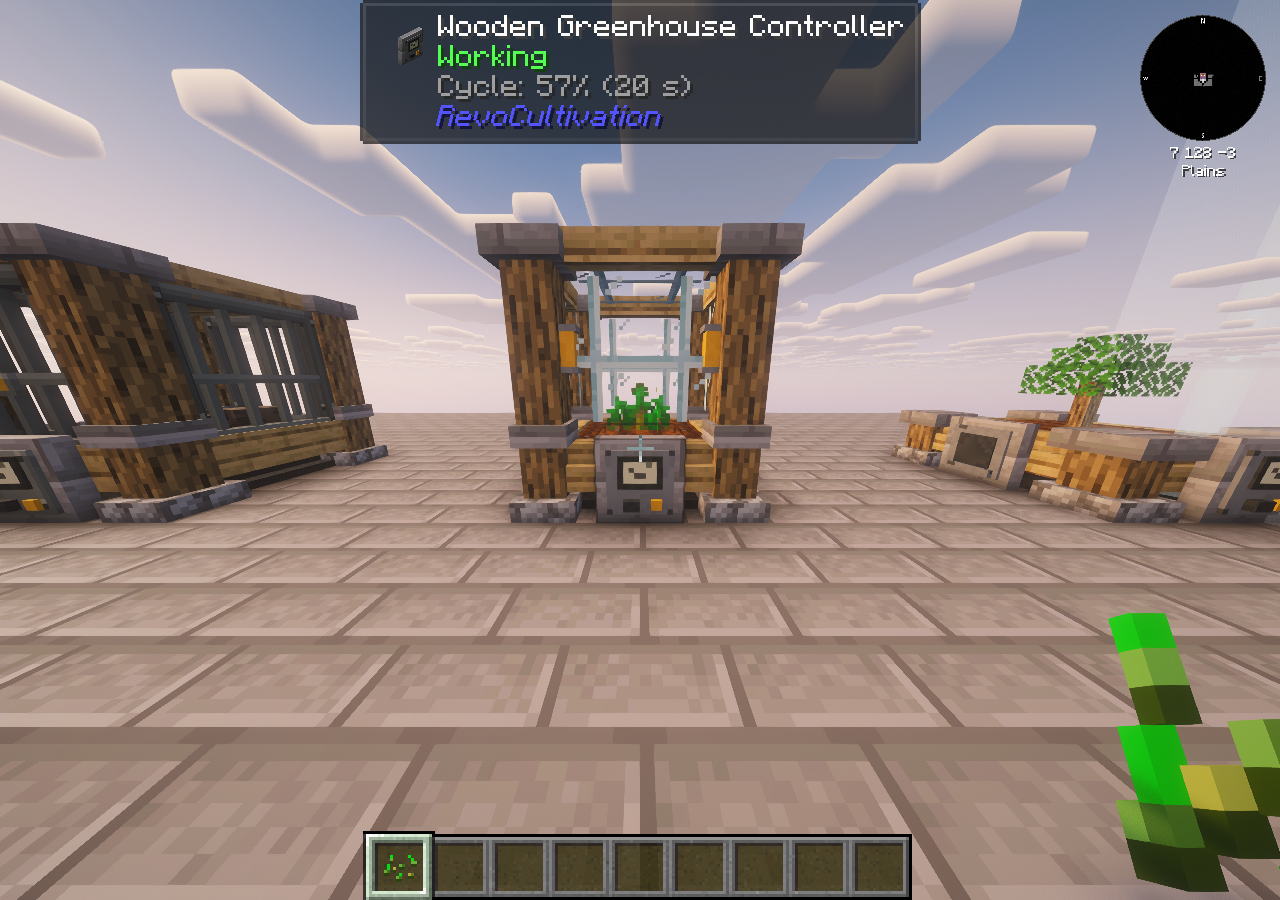 Wooden Greenhouse Controller
Working
Cycle: 57% (20 s)
RevoCultivation
N
W
E
S
7 128 -3
Plains